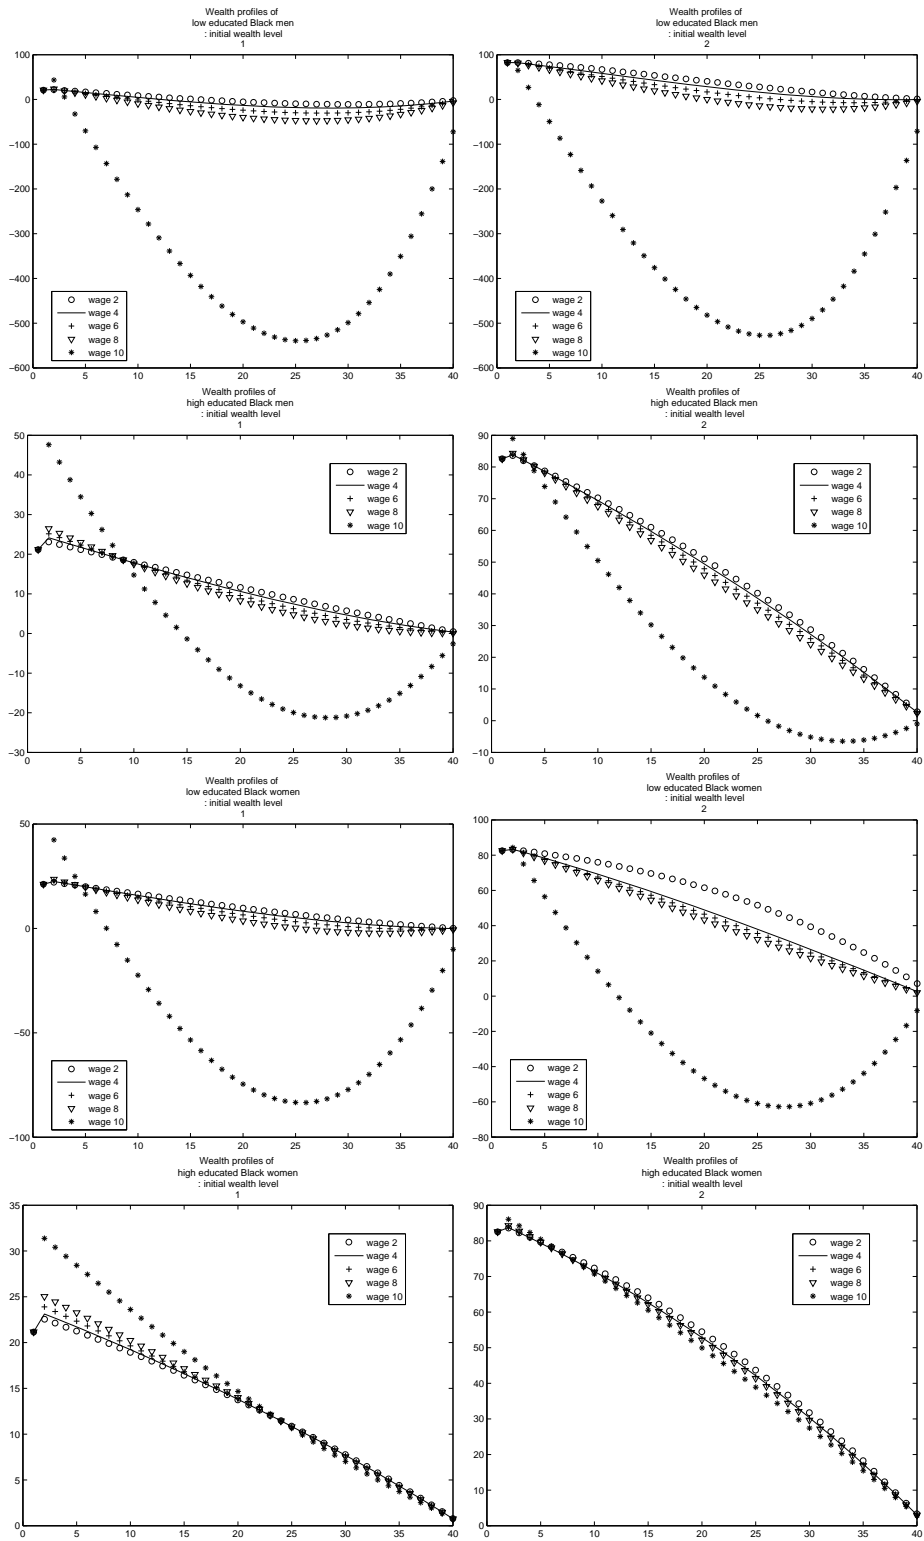 Wealth profiles of
low educated Black men
: initial wealth level
1
100
0
−100
−200
−300
−400
−500
−600
0 5 10 15 20 25 30 35 40
wage 2
wage 4
wage 6
wage 8
wage 10
Wealth profiles of
low educated Black men
: initial wealth level
2
100
0
−100
−200
−300
−400
−500
−600
0 5 10 15 20 25 30 35 40
wage 2
wage 4
wage 6
wage 8
wage 10
Wealth profiles of
high educated Black men
: initial wealth level
1
50
40
30
20
10
0
−10
−20
−30
0 5 10 15 20 25 30 35 40
wage 2
wage 4
wage 6
wage 8
wage 10
Wealth profiles of
high educated Black men
: initial wealth level
2
90
80
70
60
50
40
30
20
10
0
−10
0 5 10 15 20 25 30 35 40
wage 2
wage 4
wage 6
wage 8
wage 10
Wealth profiles of
low educated Black women
: initial wealth level
1
50
0
−50
−100
0 5 10 15 20 25 30 35 40
wage 2
wage 4
wage 6
wage 8
wage 10
Wealth profiles of
low educated Black women
: initial wealth level
2
100
80
60
40
20
0
−20
−40
−60
−80
0 5 10 15 20 25 30 35 40
wage 2
wage 4
wage 6
wage 8
wage 10
Wealth profiles of
high educated Black women
: initial wealth level
1
35
30
25
20
15
10
5
0
0 5 10 15 20 25 30 35 40
wage 2
wage 4
wage 6
wage 8
wage 10
Wealth profiles of
high educated Black women
: initial wealth level
2
90
80
70
60
50
40
30
20
10
0
0 5 10 15 20 25 30 35 40
wage 2
wage 4
wage 6
wage 8
wage 10